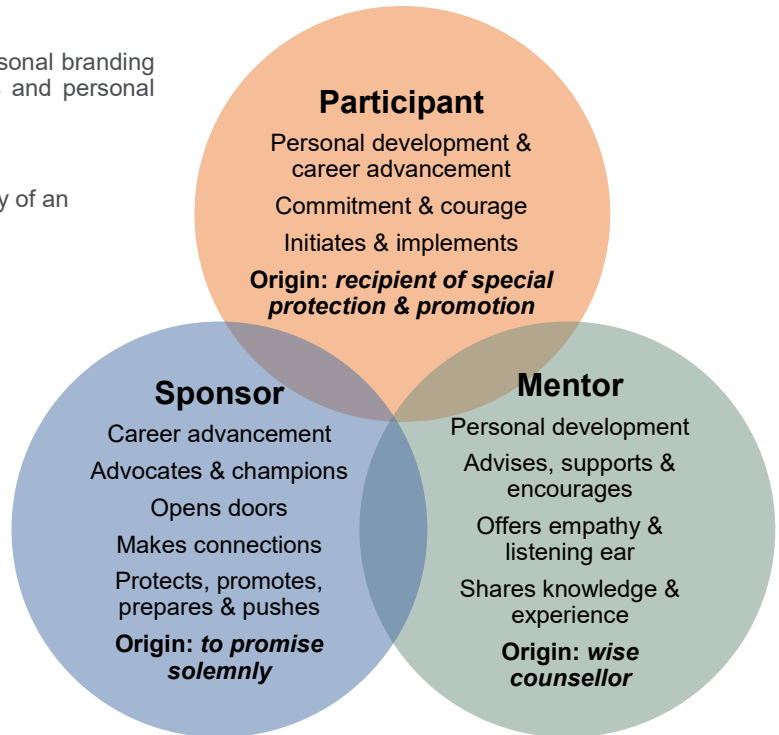 sonal branding
and personal
y of an
Participant
Personal development &
career advancement
Commitment & courage
Initiates & implements
Origin: recipient of special
protection & promotion
Sponsor
Career advancement
Advocates & champions
Opens doors
Makes connections
Protects, promotes,
prepares & pushes
Origin: to promise
solemnly
Mentor
Personal development
Advises, supports &
encourages
Offers empathy &
listening ear
Shares knowledge &
experience
Origin: wise
counsellor